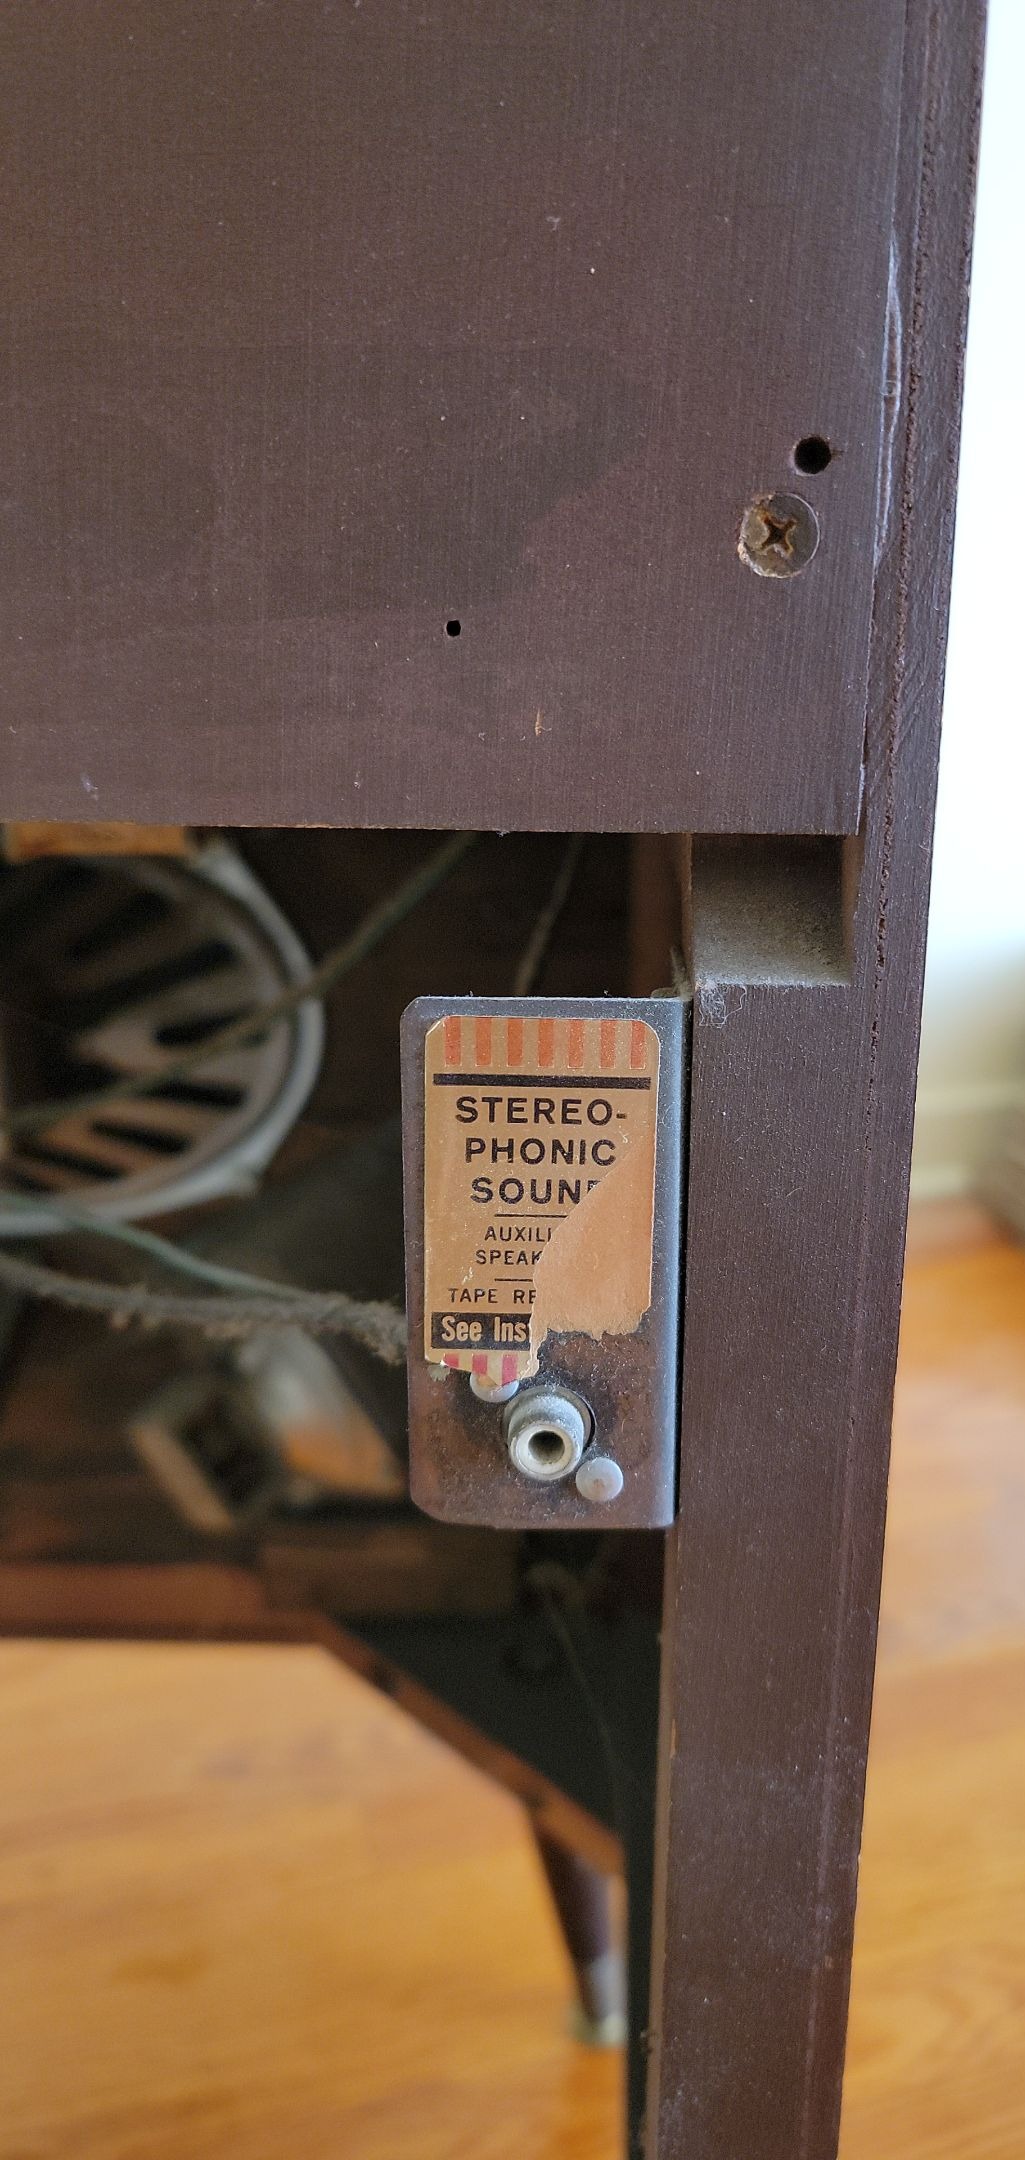 STEREO-
PHONIC
SOUN
AUXILI
SPEAK
TAPE RE
See Ins